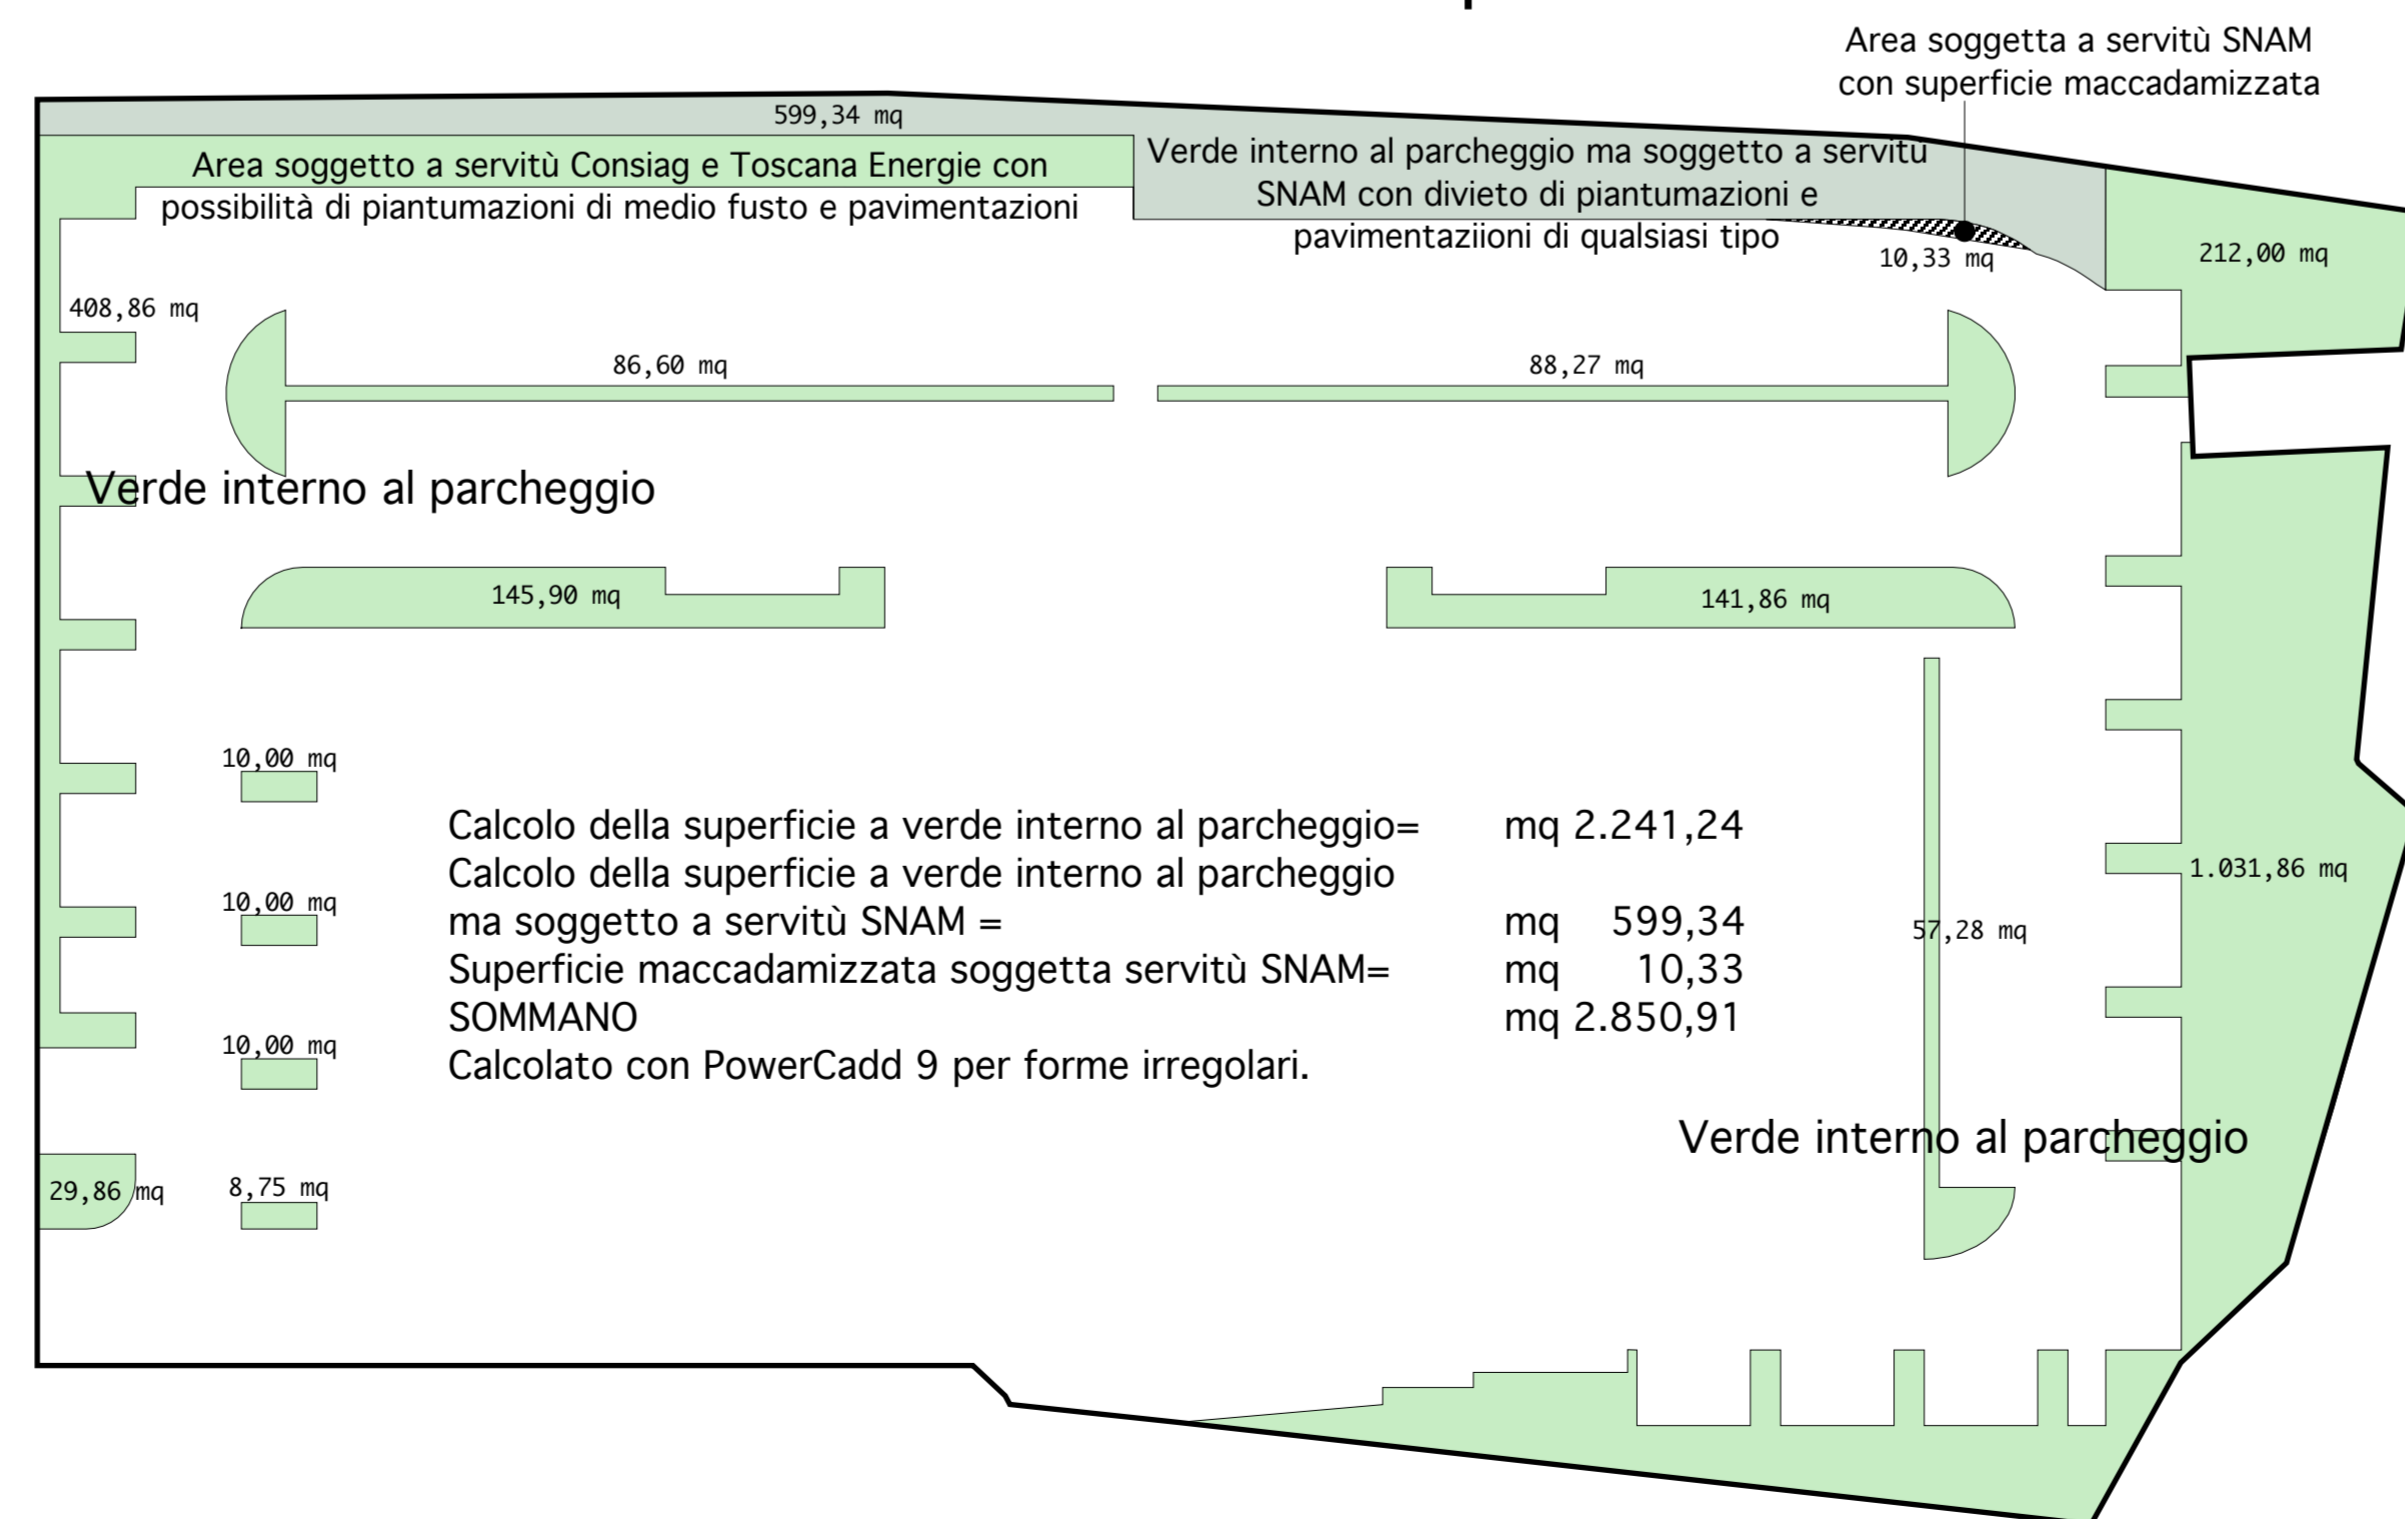 Area soggetta a servitù SNAM
con superficie maccadamizzata
599,34 mq
Area soggetto a servitù Consiag e Toscana Energie con
possibilità di piantumazioni di medio fusto e pavimentazioni
Verde interno al parcheggio ma soggetto a servitù
SNAM con divieto di piantumazioni e
pavimentaziioni di qualsiasi tipo
10,33 mq
212,00 mq
408,86 mq
86,60 mq
88,27 mq
Verde interno al parcheggio
145,90 mq
141,86 mq
10,00 mq
Calcolo della superficie a verde interno al parcheggio= mq 2.241,24
Calcolo della superficie a verde interno al parcheggio
ma soggetto a servitù SNAM = mq 599,34
Superficie maccadamizzata soggetta servitù SNAM= mq 10,33
SOMMANO mq 2.850,91
Calcolato con PowerCadd 9 per forme irregolari.
1.031,86 mq
10,00 mq
57,28 mq
10,00 mq
Verde interno al parcheggio
29,86 mq
8,75 mq